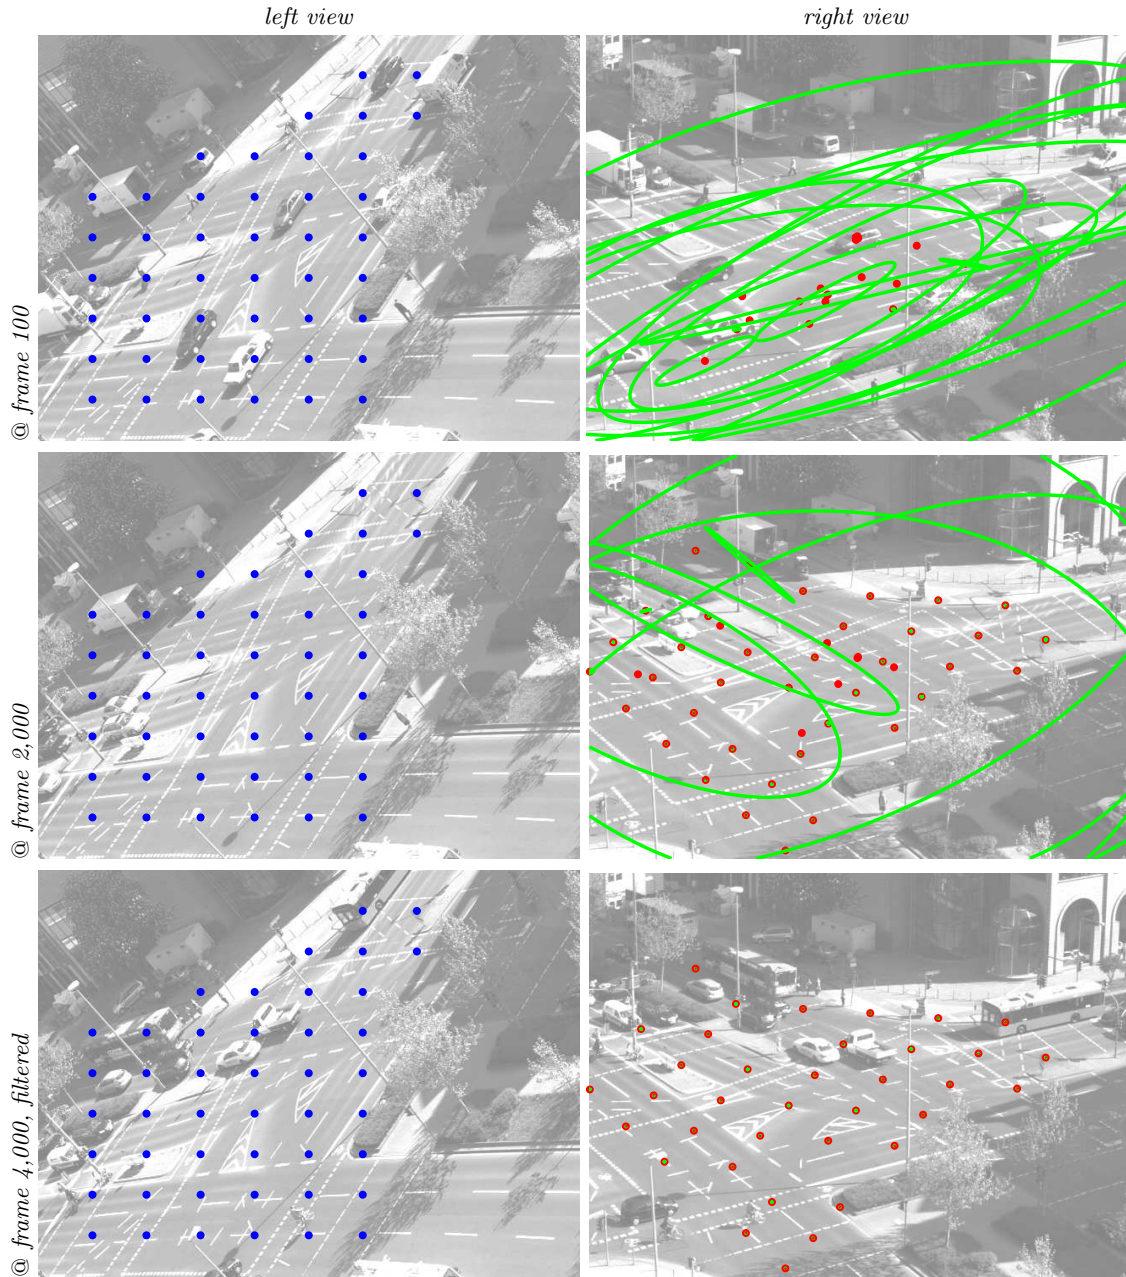 left view
right view
@ frame 100
@ frame 2,000
@ frame 4,000, filtered